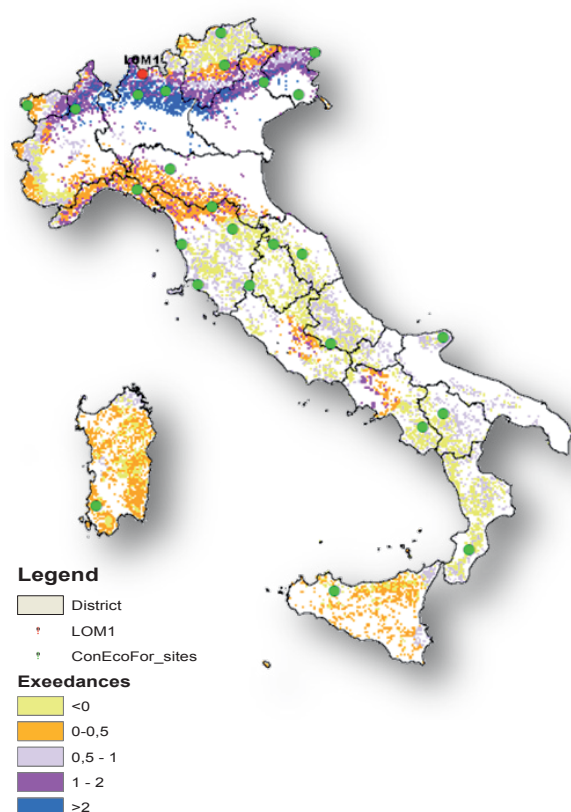 LOM1
Legend
District
LOM1
ConEcoFor_sites
Exeedances
<0
0-0,5
0,5 - 1
1 - 2
>2